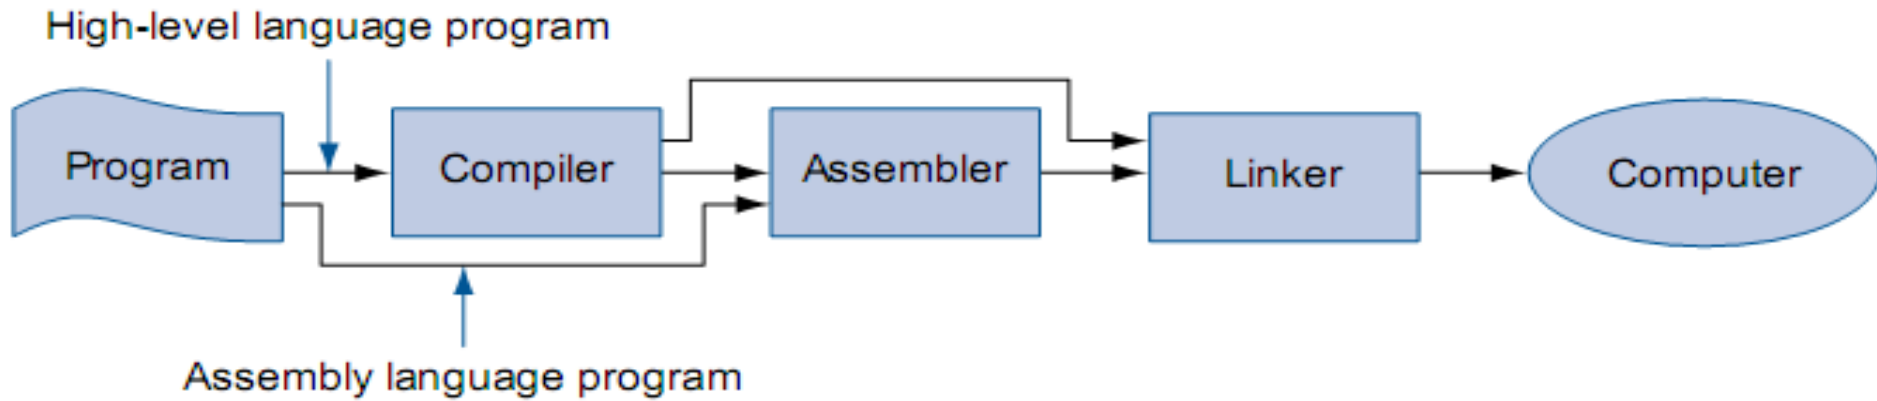 High-level language program
Program
Compiler
Assembler
Linker
Computer
Assembly language program